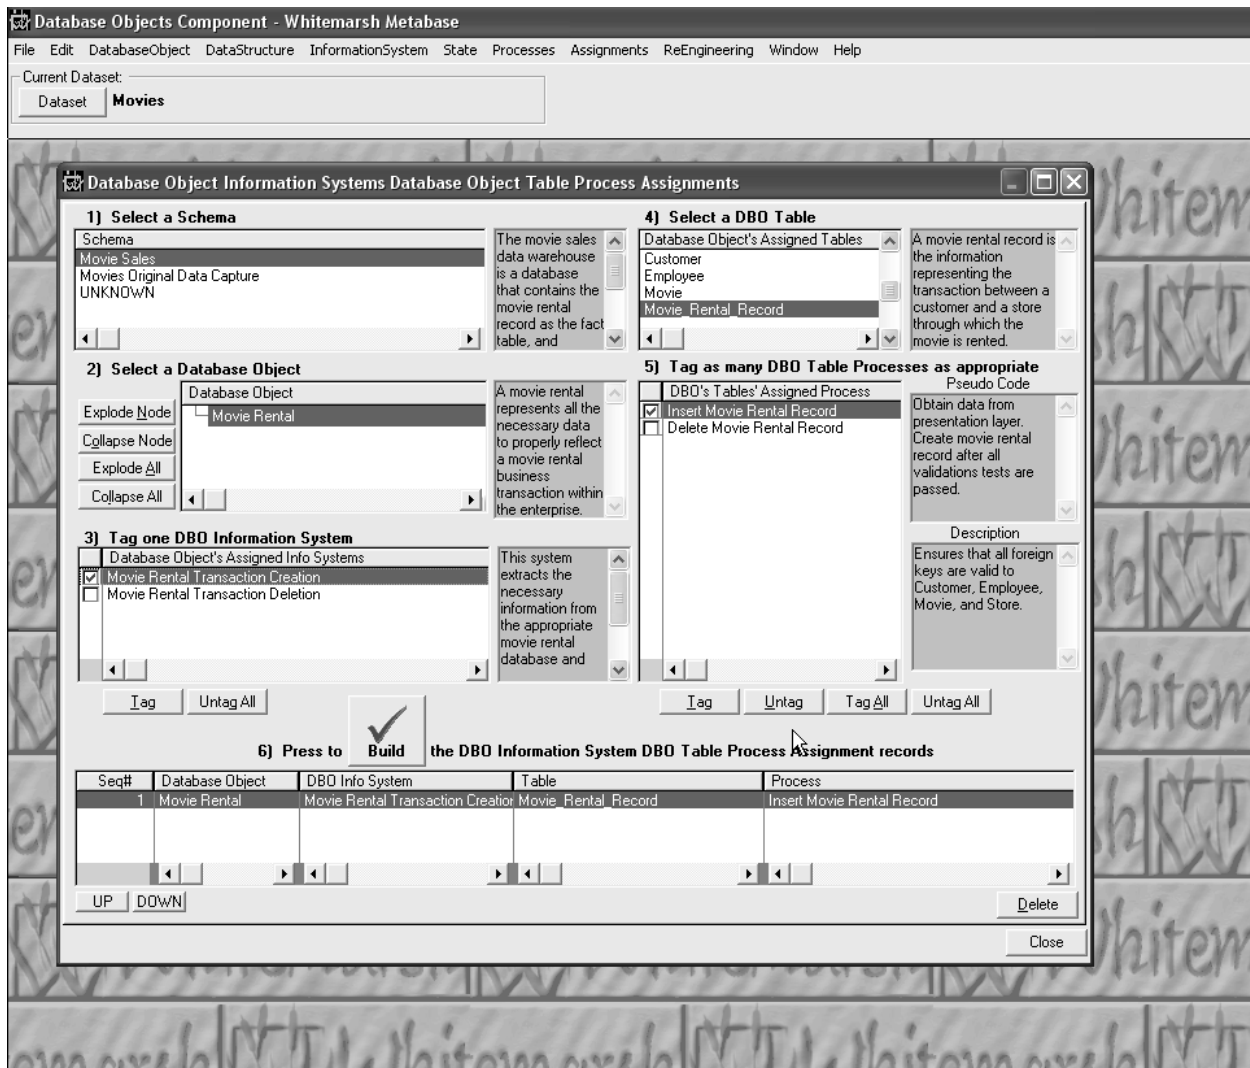 Database Objects Component - Whitemarsh Metabase
File Edit DatabaseObject DataStructure InformationSystem State Processes Assignments ReEngineering Window Help
Current Dataset:
Dataset Movies
Database Object Information Systems Database Object Table Process Assignments
1) Select a Schema
Schema
Movie Sales
Movies Original Data Capture
UNKNOWN
The movie sales
data warehouse
is a database
that contains the
movie rental
record as the fact
table, and
2) Select a Database Object
Explode Node
Collapse Node
Explode All
Collapse All
Database Object
Movie Rental
A movie rental
represents all the
necessary data
to properly reflect
a movie rental
business
transaction within
the enterprise.
3) Tag one DBO Information System
Database Object's Assigned Info Systems
Movie Rental Transaction Creation
Movie Rental Transaction Deletion
This system
extracts the
necessary
information from
the appropriate
movie rental
database and
Tag Untag All
4) Select a DBO Table
Database Object's Assigned Tables
Customer
Employee
Movie
Movie_Rental_Record
A movie rental record is
the information
representing the
transaction between a
customer and a store
through which the
movie is rented.
5) Tag as many DBO Table Processes as appropriate
DBO's Tables' Assigned Process
Insert Movie Rental Record
Delete Movie Rental Record
Pseudo Code
Obtain data from
presentation layer.
Create movie rental
record after all
validations tests are
passed.
Description
Ensures that all foreign
keys are valid to
Customer, Employee,
Movie, and Store.
Tag Untag Tag All Untag All
6) Press to Build the DBO Information System DBO Table Process Assignment records
Seq# Database Object DBO Info System Table Process
1 Movie Rental Movie Rental Transaction Creation Movie_Rental_Record Insert Movie Rental Record
UP DOWN
Delete
Close